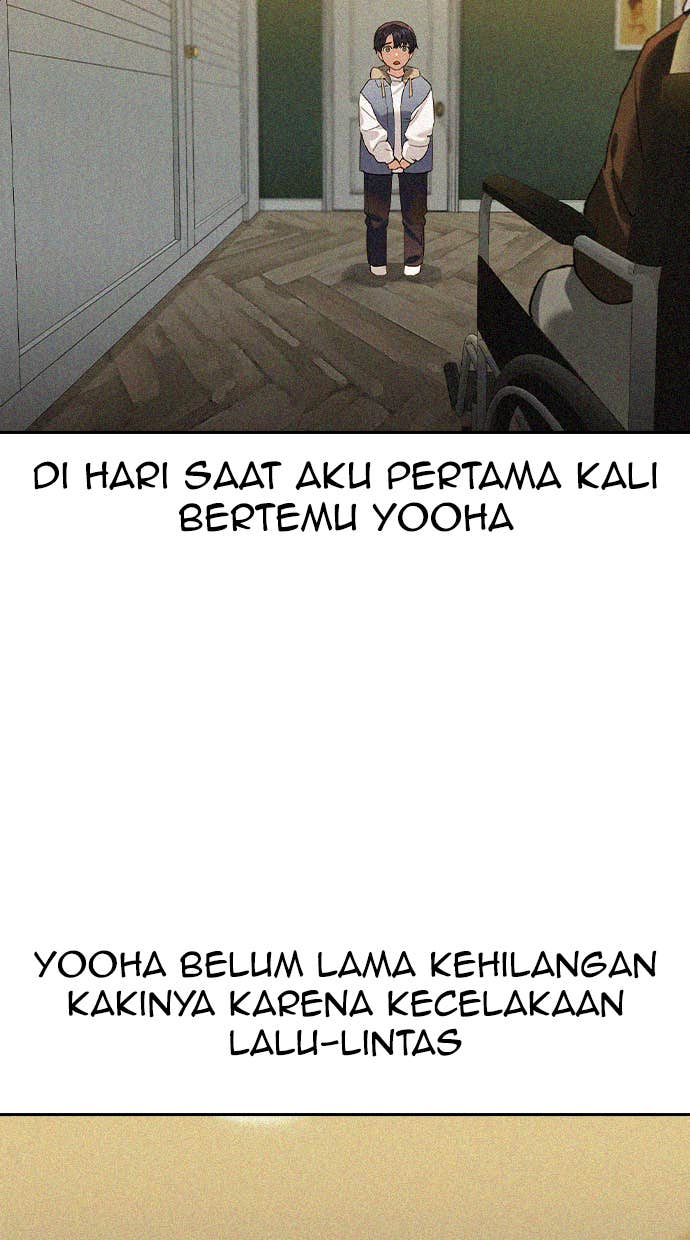 DI HARI SAAT AKU PERTAMA KALI
BERTEMU YOOHA
YOOHA BELUM LAMA KEHILANGAN
KAKINYA KARENA KECELAKAAN
LALU-LINTAS